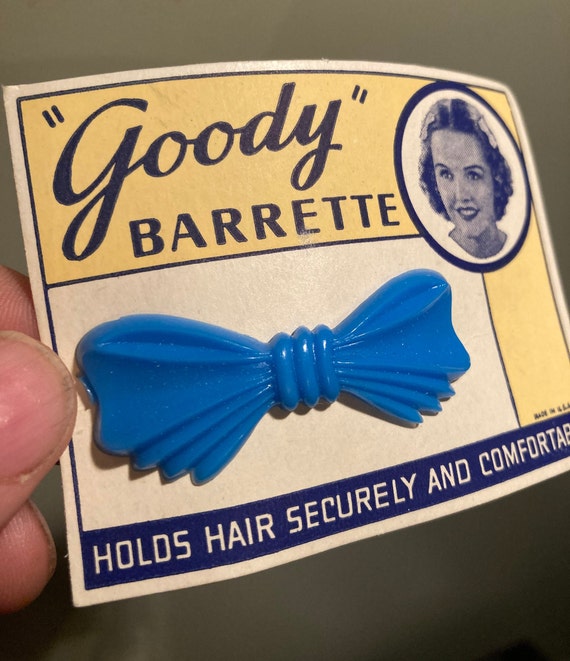 "Goody"
BARRETTE
MADE IN U.S.A.
HOLDS HAIR SECURELY AND COMFORTAB